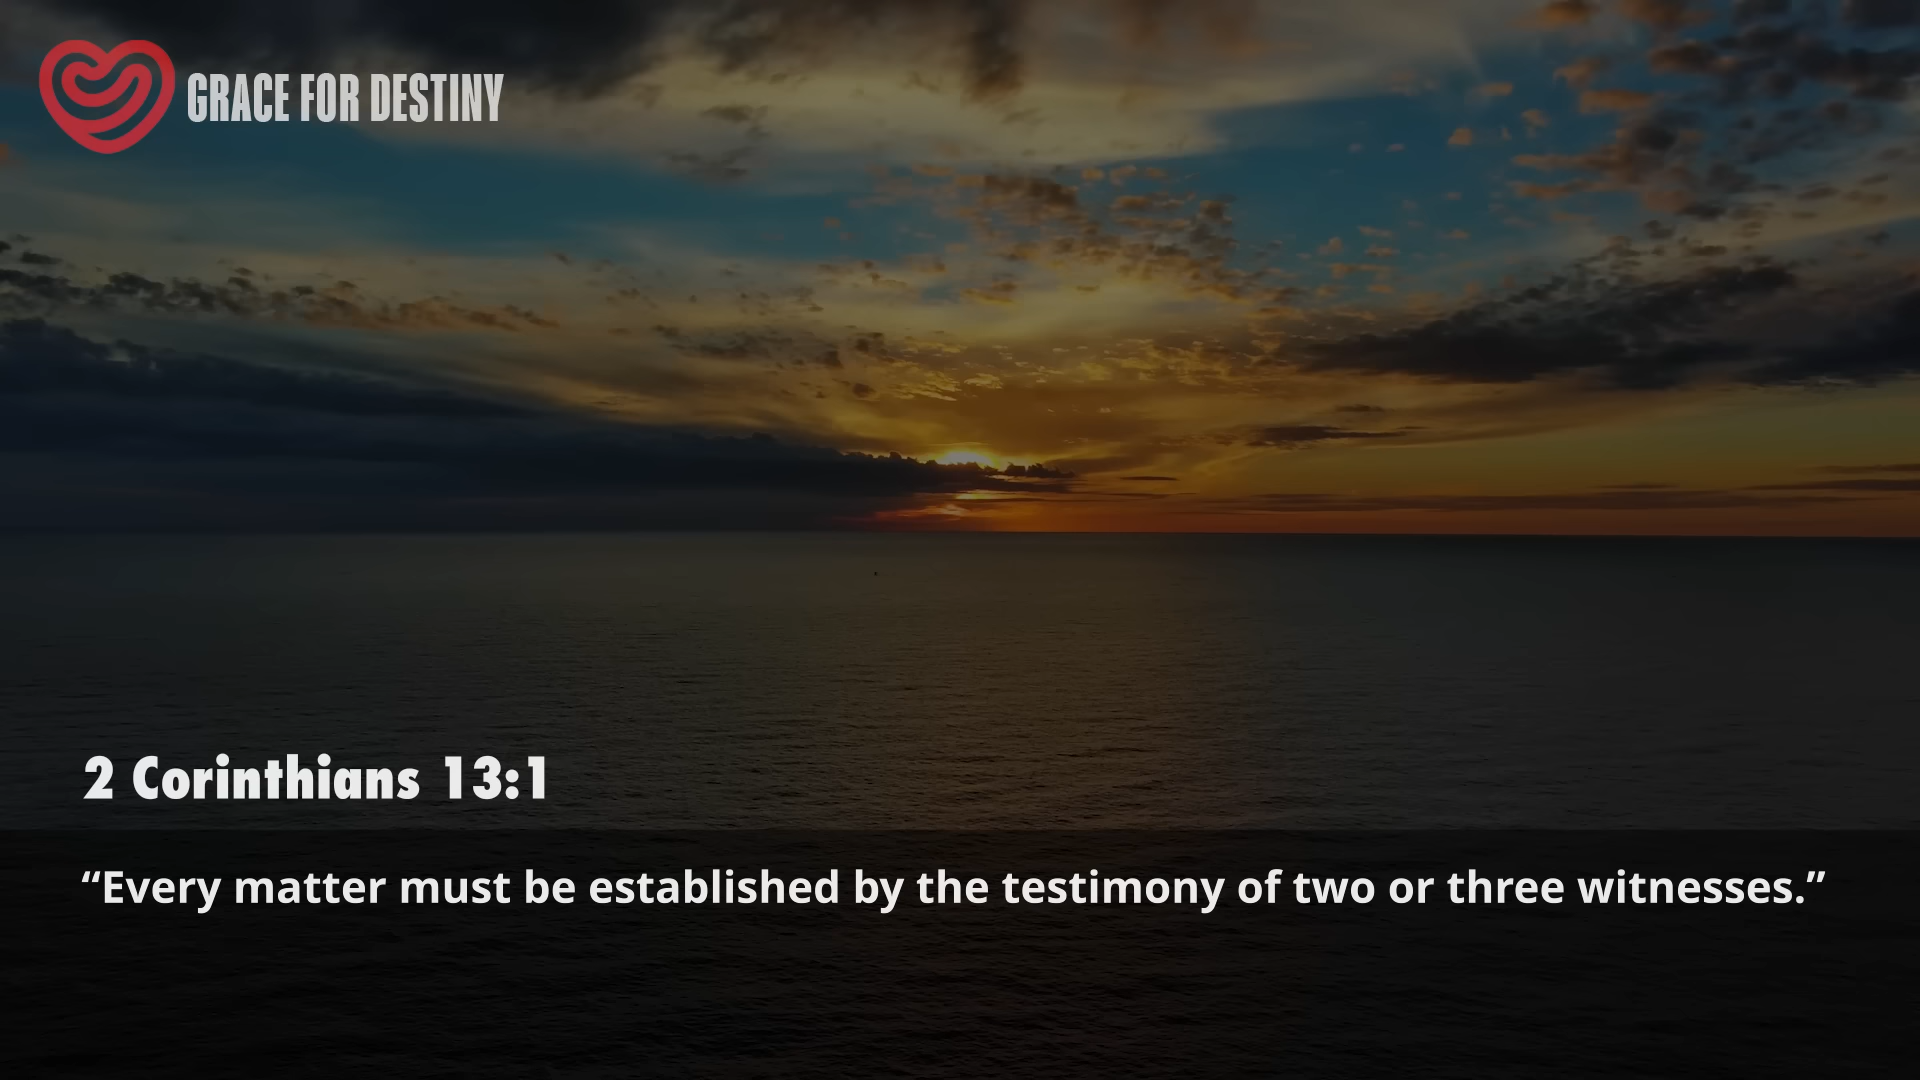 GRACE FOR DESTINY
2 Corinthians 13:1
“Every matter must be established by the testimony of two or three witnesses.”